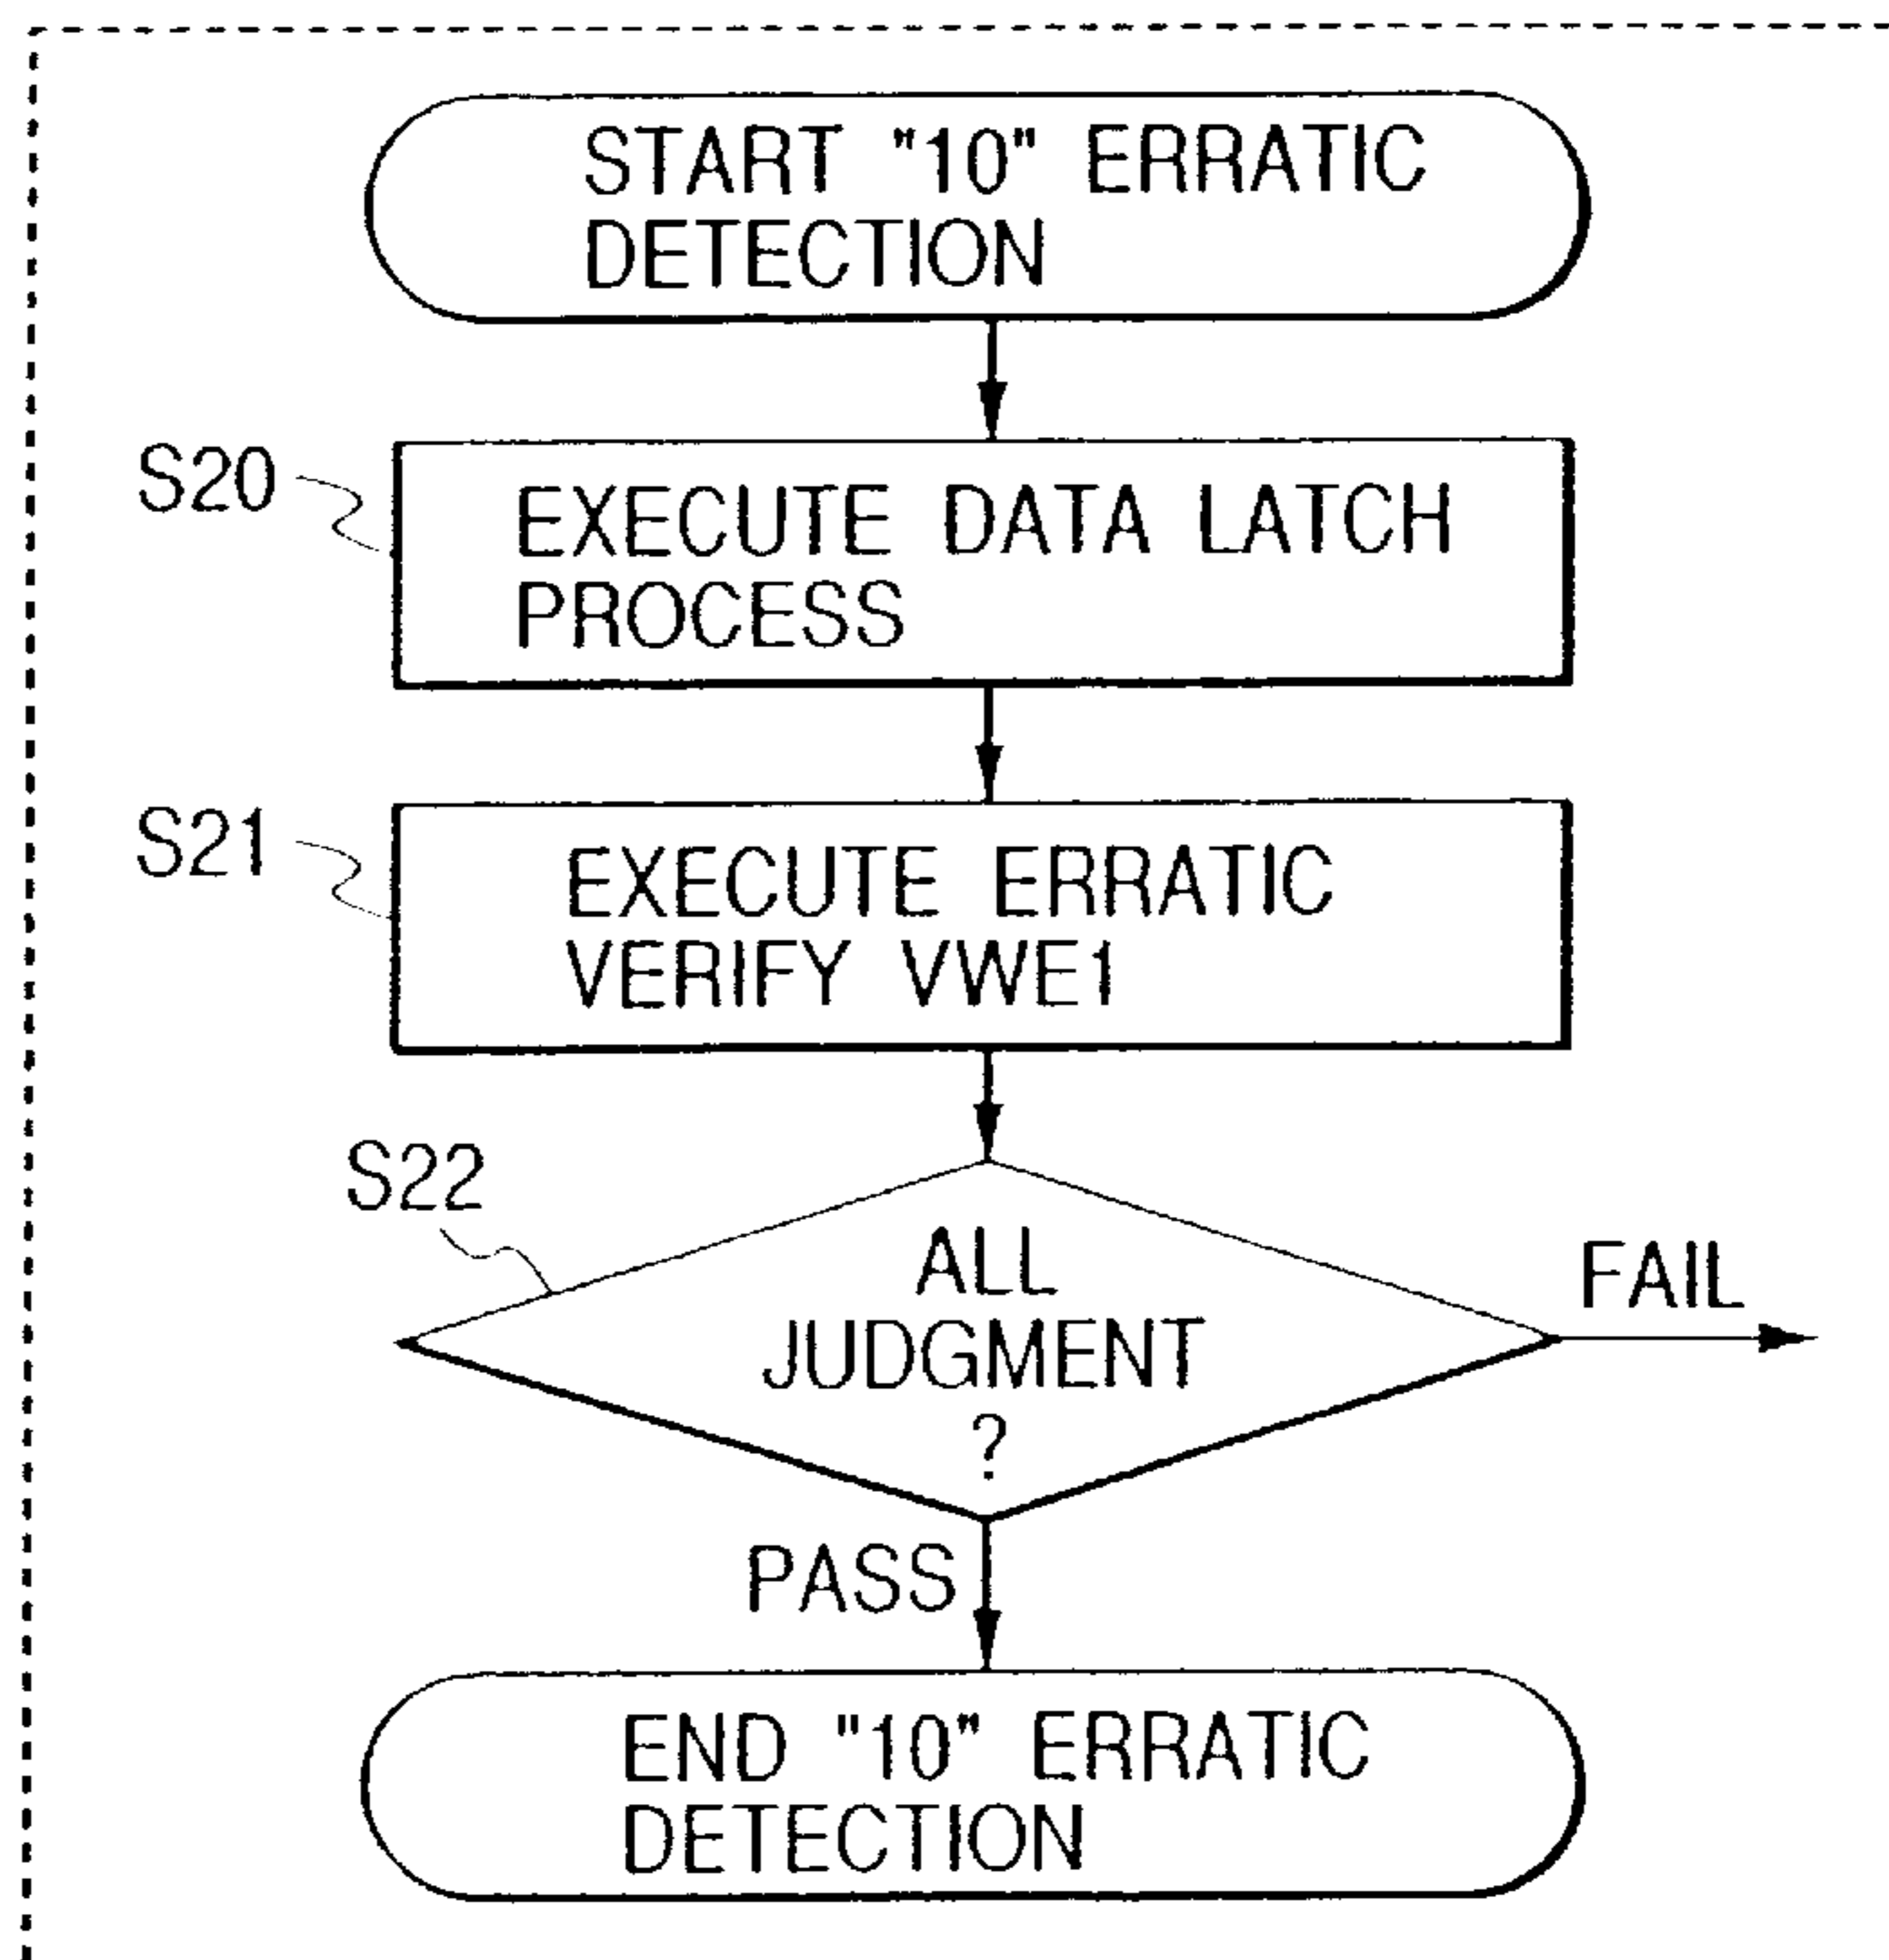 START "10" ERRATIC
DETECTION
S20
EXECUTE DATA LATCH
PROCESS
S21
EXECUTE ERRATIC
VERIFY VWE1
S22
ALL
JUDGMENT
?
FAIL
PASS
END "10" ERRATIC
DETECTION